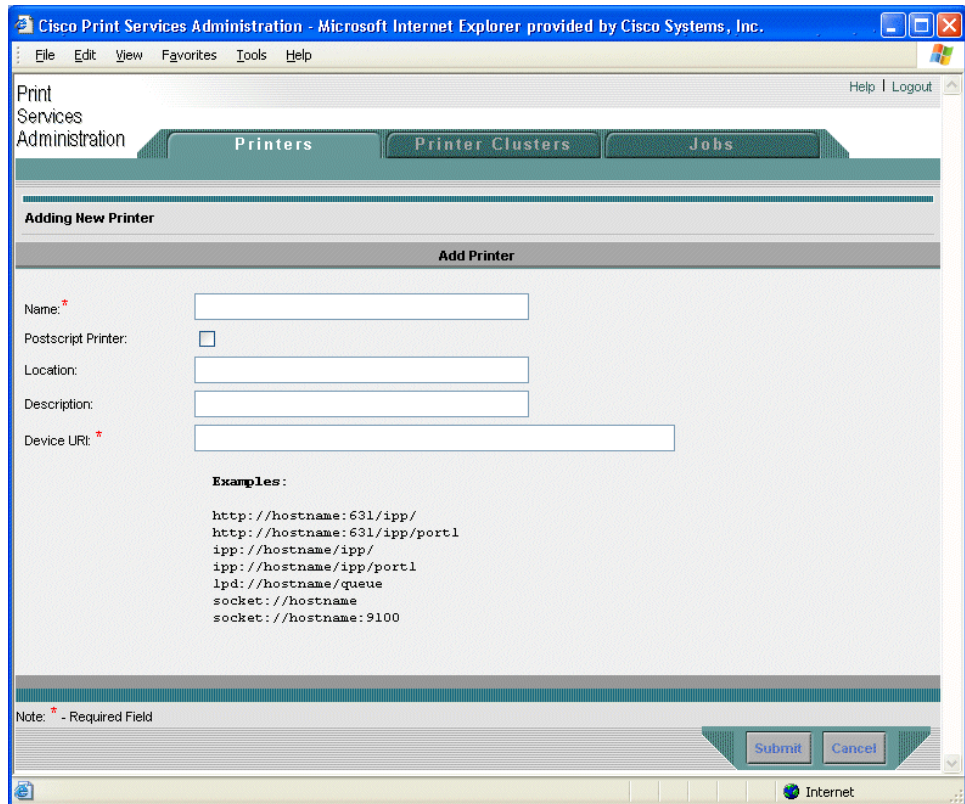 Cisco Print Services Administration - Microsoft Internet Explorer provided by Cisco Systems, Inc.
File Edit View Favorites Tools Help
Help | Logout
Print
Services
Administration
Printers Printer Clusters Jobs
Adding New Printer
Add Printer
Name:*
Postscript Printer:
Location:
Description:
Device URI: *
Examples:
http://hostname:631/ipp/
http://hostname:631/ipp/port1
ipp://hostname/ipp/
ipp://hostname/ipp/port1
lpd://hostname/queue
socket://hostname
socket://hostname:9100
Note: * - Required Field
Submit Cancel
Internet